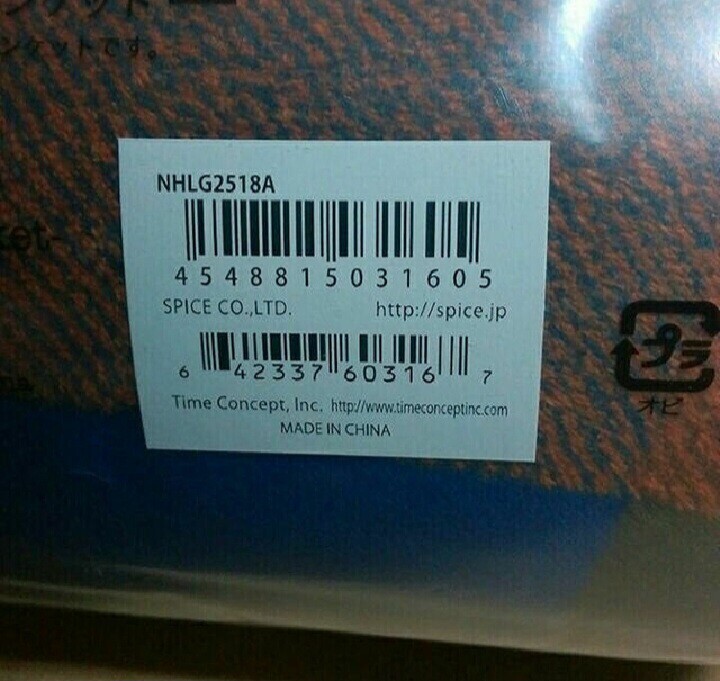 ンケットです。
NHLG2518A
4548815031605
SPICE CO.,LTD. http://spice.jp
6 42337 60316 7
Time Concept, Inc. http://www.timeconceptinc.com
MADE IN CHINA
プラ
オビ